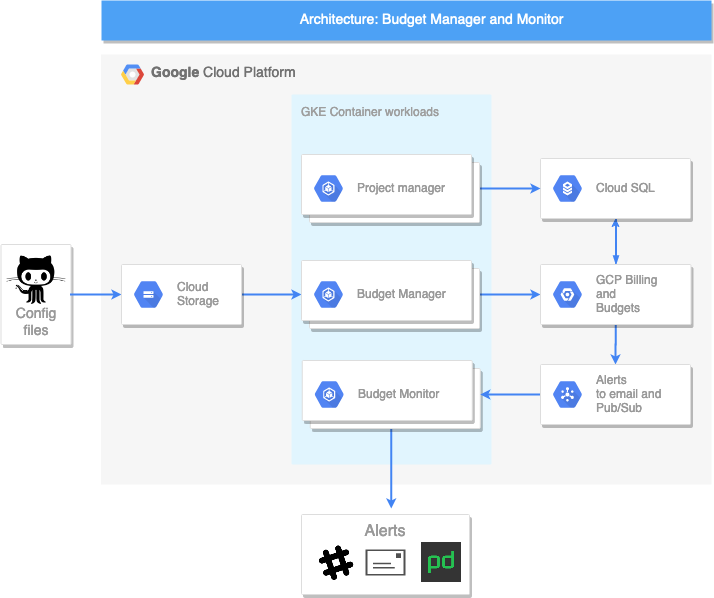 Architecture: Budget Manager and Monitor
Google Cloud Platform
GKE Container workloads
Project manager
Cloud SQL
Config
files
Cloud
Storage
Budget Manager
GCP Billing
and
Budgets
Budget Monitor
Alerts
to email and
Pub/Sub
Alerts
pd